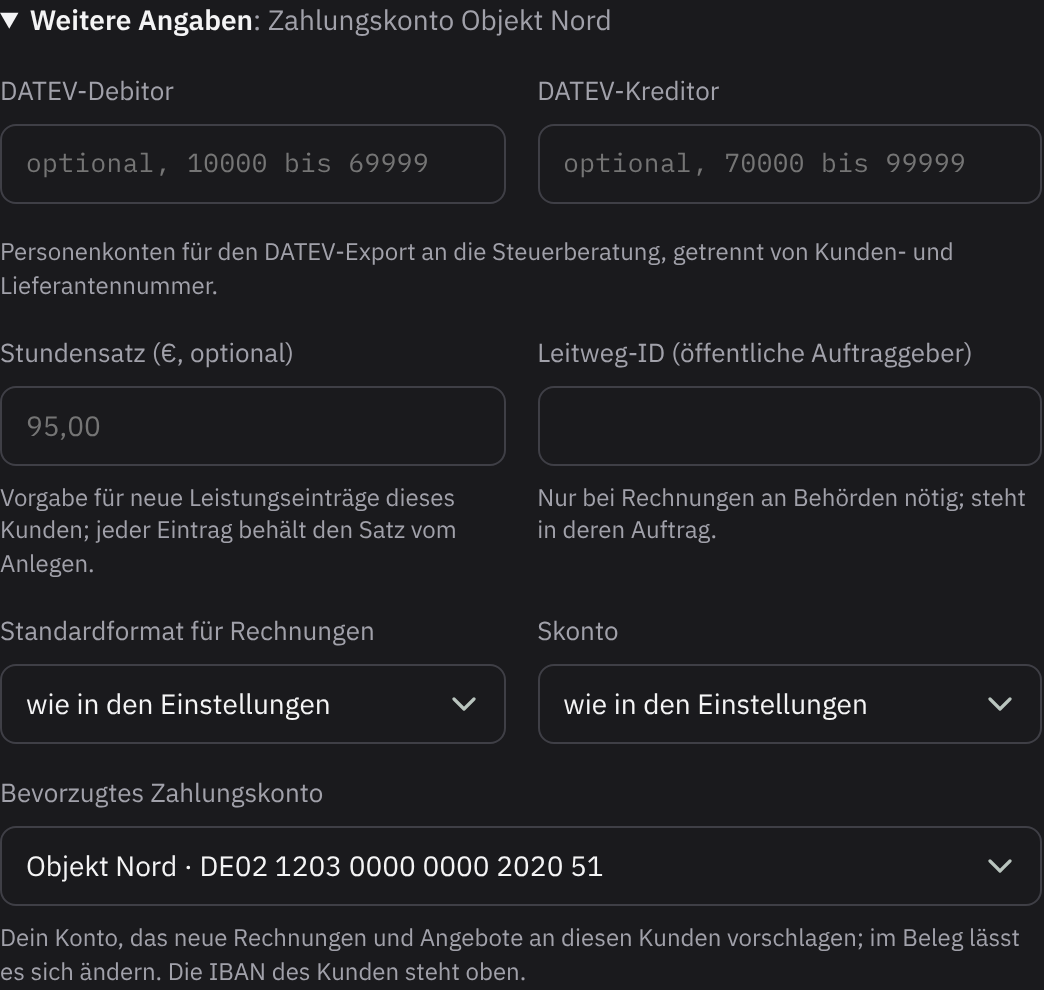 ▼ Weitere Angaben: Zahlungskonto Objekt Nord
DATEV-Debitor
DATEV-Kreditor
optional, 10000 bis 69999
optional, 70000 bis 99999
Personenkonten für den DATEV-Export an die Steuerberatung, getrennt von Kunden- und
Lieferantennummer.
Stundensatz (€, optional)
Leitweg-ID (öffentliche Auftraggeber)
95,00
Vorgabe für neue Leistungseinträge dieses
Kunden; jeder Eintrag behält den Satz vom
Anlegen.
Nur bei Rechnungen an Behörden nötig; steht
in deren Auftrag.
Standardformat für Rechnungen
Skonto
wie in den Einstellungen
wie in den Einstellungen
Bevorzugtes Zahlungskonto
Objekt Nord · DE02 1203 0000 0000 2020 51
Dein Konto, das neue Rechnungen und Angebote an diesen Kunden vorschlagen; im Beleg lässt
es sich ändern. Die IBAN des Kunden steht oben.